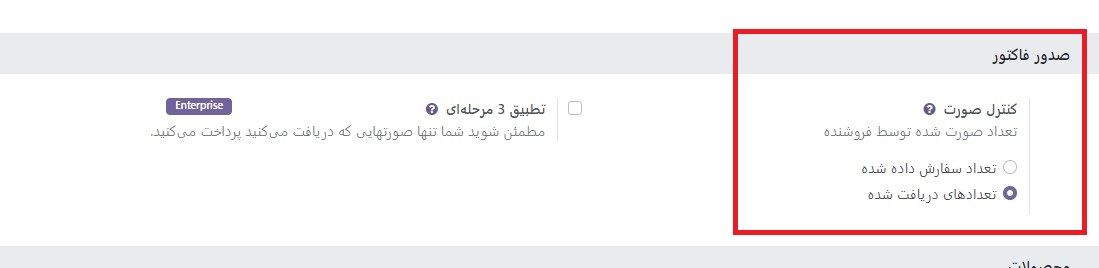 صدور فاکتور
کنترل صورت
تعداد صورت شده توسط فروشنده
تعداد سفارش داده شده
تعدادهای دریافت شده
تطبیق 3 مرحله‌ای
Enterprise
مطمئن شوید شما تنها صورتهایی که دریافت می‌کنید پرداخت می‌کنید.
محصولات